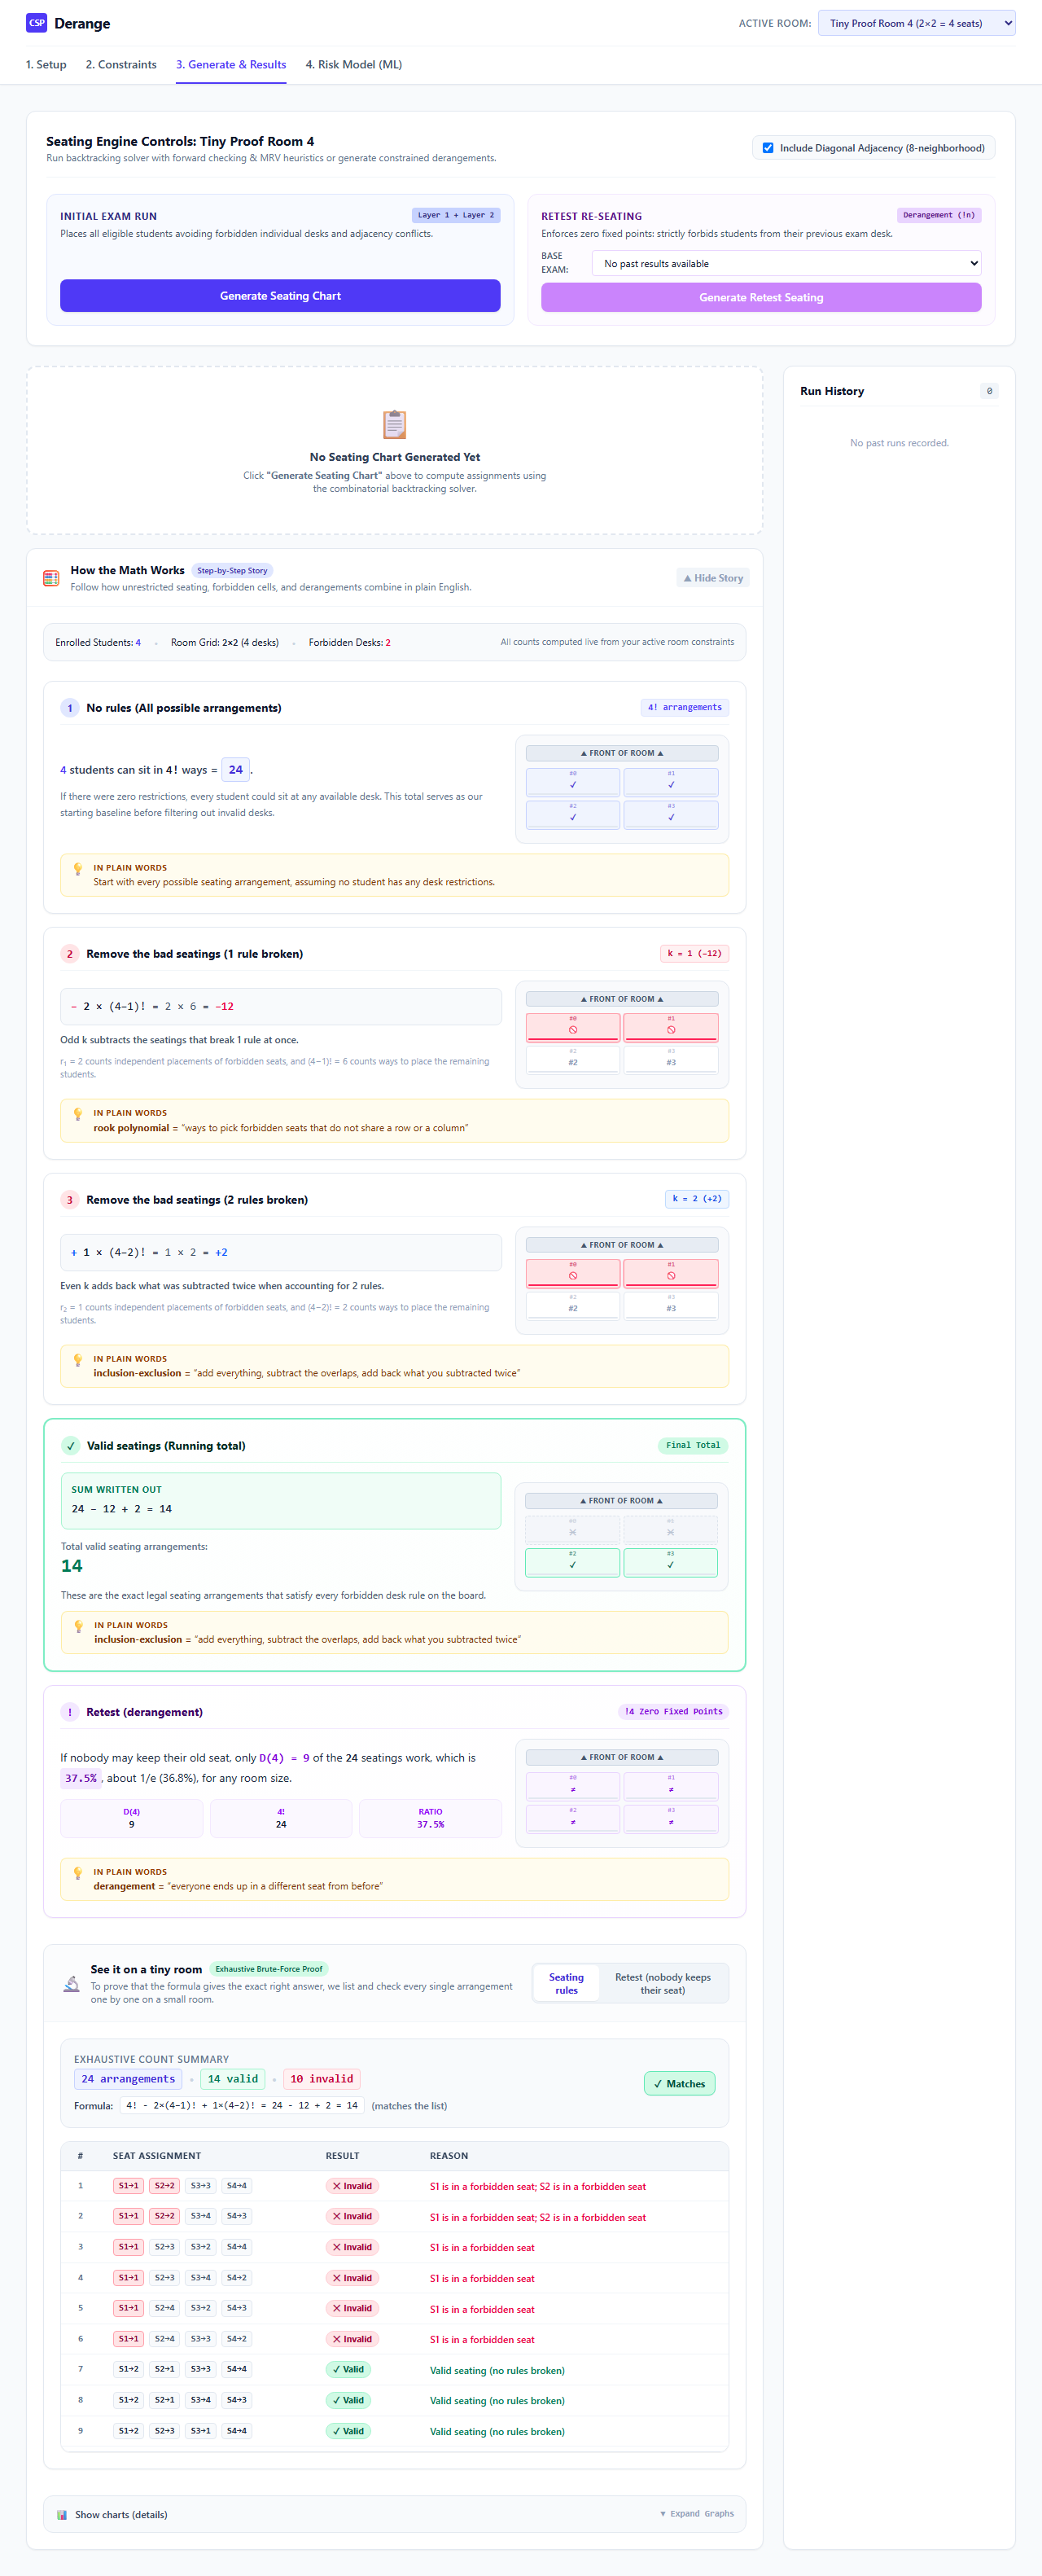 CSP Derange
ACTIVE ROOM: Tiny Proof Room 4 (2×2 = 4 seats)
1. Setup 2. Constraints 3. Generate & Results 4. Risk Model (ML)
Seating Engine Controls: Tiny Proof Room 4
Run backtracking solver with forward checking & MRV heuristics or generate constrained derangements.
Include Diagonal Adjacency (8-neighborhood)
INITIAL EXAM RUN
Layer 1 + Layer 2
Places all eligible students avoiding forbidden individual desks and adjacency conflicts.
Generate Seating Chart
RETEST RE-SEATING
Derangement (!n)
Enforces zero fixed points: strictly forbids students from their previous exam desk.
BASE
EXAM:
No past results available
Generate Retest Seating
No Seating Chart Generated Yet
Click "Generate Seating Chart" above to compute assignments using
the combinatorial backtracking solver.
Run History 0
No past runs recorded.
How the Math Works Step-by-Step Story
Follow how unrestricted seating, forbidden cells, and derangements combine in plain English.
▲ Hide Story
Enrolled Students: 4 • Room Grid: 2×2 (4 desks) • Forbidden Desks: 2
All counts computed live from your active room constraints
1 No rules (All possible arrangements)
4! arrangements
4 students can sit in 4! ways = 24.
If there were zero restrictions, every student could sit at any available desk. This total serves as our
starting baseline before filtering out invalid desks.
▲ FRONT OF ROOM ▲
#0 #1
✓ ✓
#2 #3
✓ ✓
IN PLAIN WORDS
Start with every possible seating arrangement, assuming no student has any desk restrictions.
2 Remove the bad seatings (1 rule broken)
k = 1 (−12)
− 2 × (4−1)! = 2 × 6 = −12
Odd k subtracts the seatings that break 1 rule at once.
r₁ = 2 counts independent placements of forbidden seats, and (4−1)! = 6 counts ways to place the remaining
students.
▲ FRONT OF ROOM ▲
#0 #1
#2 #3
#2 #3
IN PLAIN WORDS
rook polynomial = “ways to pick forbidden seats that do not share a row or a column”
3 Remove the bad seatings (2 rules broken)
k = 2 (+2)
+ 1 × (4−2)! = 1 × 2 = +2
Even k adds back what was subtracted twice when accounting for 2 rules.
r₂ = 1 counts independent placements of forbidden seats, and (4−2)! = 2 counts ways to place the remaining
students.
▲ FRONT OF ROOM ▲
#0 #1
#2 #3
#2 #3
IN PLAIN WORDS
inclusion-exclusion = “add everything, subtract the overlaps, add back what you subtracted twice”
✓ Valid seatings (Running total)
Final Total
SUM WRITTEN OUT
24 − 12 + 2 = 14
Total valid seating arrangements:
14
These are the exact legal seating arrangements that satisfy every forbidden desk rule on the board.
▲ FRONT OF ROOM ▲
#0 #1
#2 #3
✓ ✓
IN PLAIN WORDS
inclusion-exclusion = “add everything, subtract the overlaps, add back what you subtracted twice”
! Retest (derangement)
!4 Zero Fixed Points
If nobody may keep their old seat, only D(4) = 9 of the 24 seatings work, which is
37.5%, about 1/e (36.8%), for any room size.
D(4) 4! RATIO
9 24 37.5%
▲ FRONT OF ROOM ▲
#0 #1
≠ ≠
#2 #3
≠ ≠
IN PLAIN WORDS
derangement = “everyone ends up in a different seat from before”
See it on a tiny room Exhaustive Brute-Force Proof
To prove that the formula gives the exact right answer, we list and check every single arrangement
one by one on a small room.
Seating
rules
Retest (nobody keeps
their seat)
EXHAUSTIVE COUNT SUMMARY
24 arrangements • 14 valid • 10 invalid
Formula: 4! - 2×(4−1)! + 1×(4−2)! = 24 - 12 + 2 = 14 (matches the list)
✓ Matches
# SEAT ASSIGNMENT RESULT REASON
1 S1→1 S2→2 S3→3 S4→4 ✕ Invalid S1 is in a forbidden seat; S2 is in a forbidden seat
2 S1→1 S2→2 S3→4 S4→3 ✕ Invalid S1 is in a forbidden seat; S2 is in a forbidden seat
3 S1→1 S2→3 S3→2 S4→4 ✕ Invalid S1 is in a forbidden seat
4 S1→1 S2→3 S3→4 S4→2 ✕ Invalid S1 is in a forbidden seat
5 S1→1 S2→4 S3→2 S4→3 ✕ Invalid S1 is in a forbidden seat
6 S1→1 S2→4 S3→3 S4→2 ✕ Invalid S1 is in a forbidden seat
7 S1→2 S2→1 S3→3 S4→4 ✓ Valid Valid seating (no rules broken)
8 S1→2 S2→1 S3→4 S4→3 ✓ Valid Valid seating (no rules broken)
9 S1→2 S2→3 S3→1 S4→4 ✓ Valid Valid seating (no rules broken)
Show charts (details)
▼ Expand Graphs